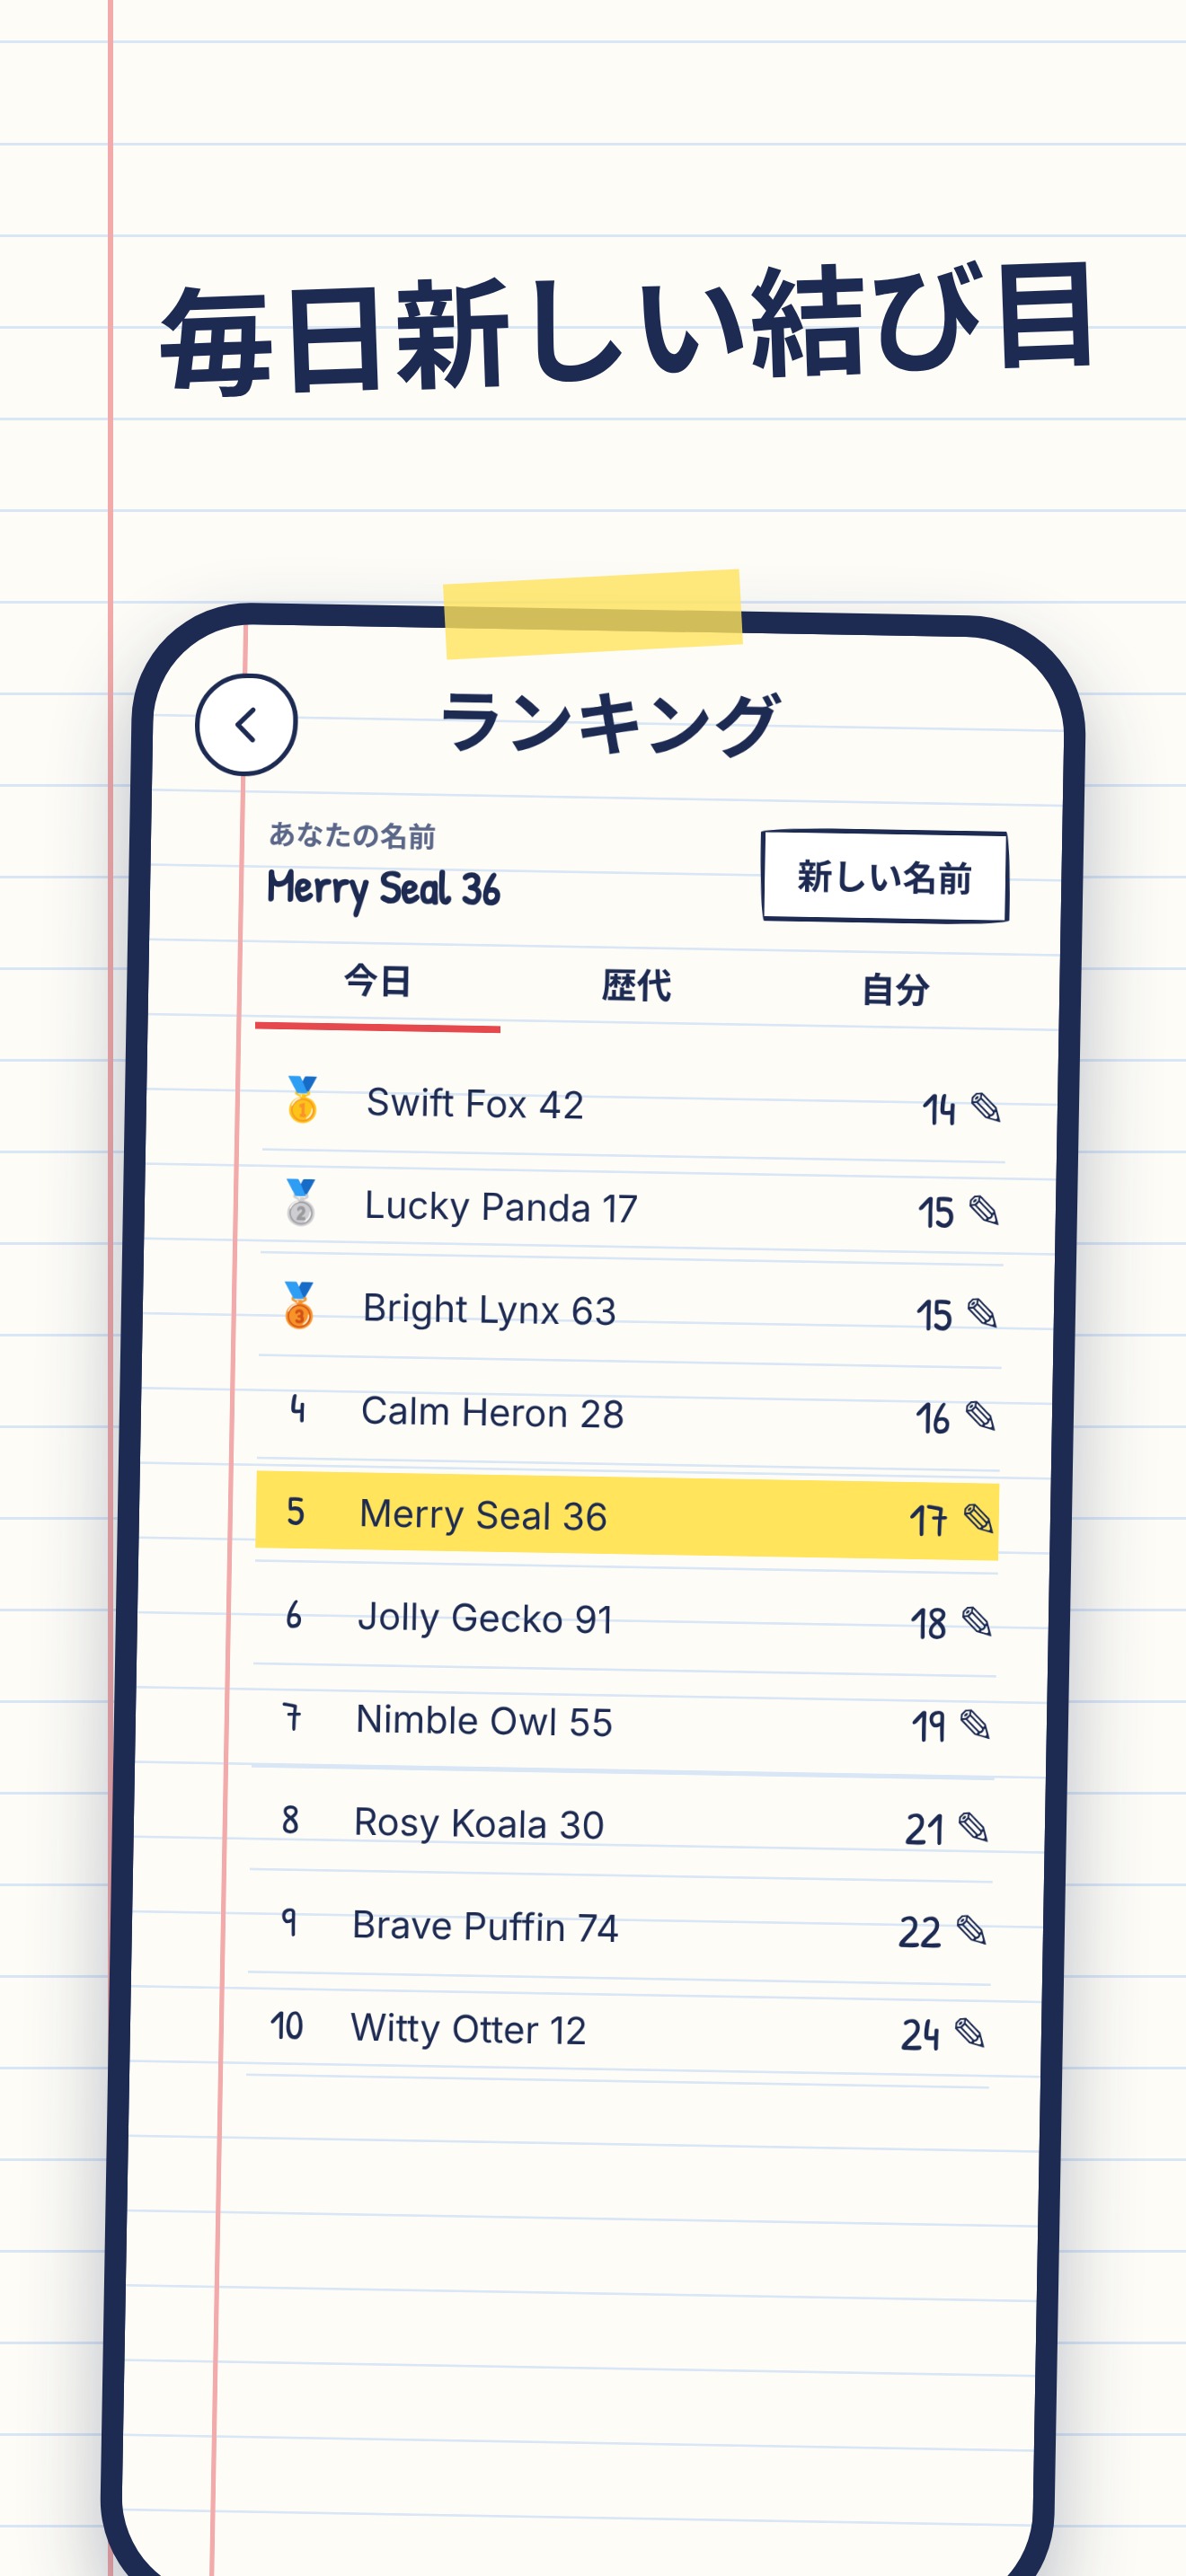 毎日新しい結び目
ランキング
あなたの名前
Merry Seal 36
新しい名前
今日 歴代 自分
🥇 Swift Fox 42 14 ✎
🥈 Lucky Panda 17 15 ✎
🥉 Bright Lynx 63 15 ✎
4 Calm Heron 28 16 ✎
5 Merry Seal 36 17 ✎
6 Jolly Gecko 91 18 ✎
7 Nimble Owl 55 19 ✎
8 Rosy Koala 30 21 ✎
9 Brave Puffin 74 22 ✎
10 Witty Otter 12 24 ✎